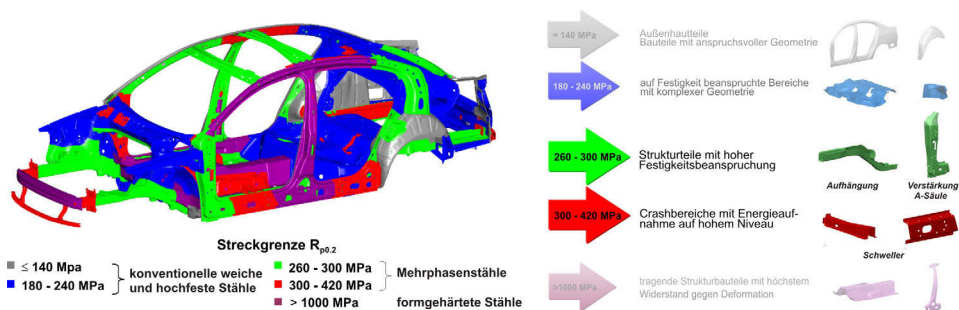 Streckgrenze Rp0.2
≤ 140 Mpa
180 - 240 MPa
konventionelle weiche
und hochfeste Stähle
260 - 300 MPa
300 - 420 MPa
Mehrphasenstähle
> 1000 MPa
formgehärtete Stähle
= 140 MPa
Außenhautteile
Bauteile mit anspruchsvoller Geometrie
180 - 240 MPa
auf Festigkeit beanspruchte Bereiche
mit komplexer Geometrie
260 - 300 MPa
Strukturteile mit hoher
Festigkeitsbeanspruchung
Aufhängung
Verstärkung
A-Säule
300 - 420 MPa
Crashbereiche mit Energieauf-
nahme auf hohem Niveau
Schweller
>1000 MPa
tragende Strukturbauteile mit höchstem
Widerstand gegen Deformation